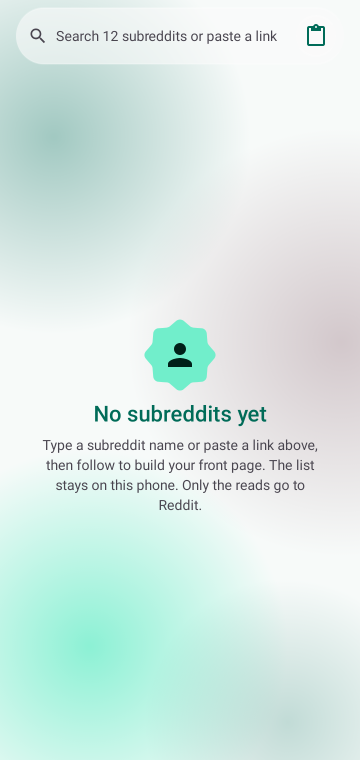 Search 12 subreddits or paste a link
No subreddits yet
Type a subreddit name or paste a link above,
then follow to build your front page. The list
stays on this phone. Only the reads go to
Reddit.